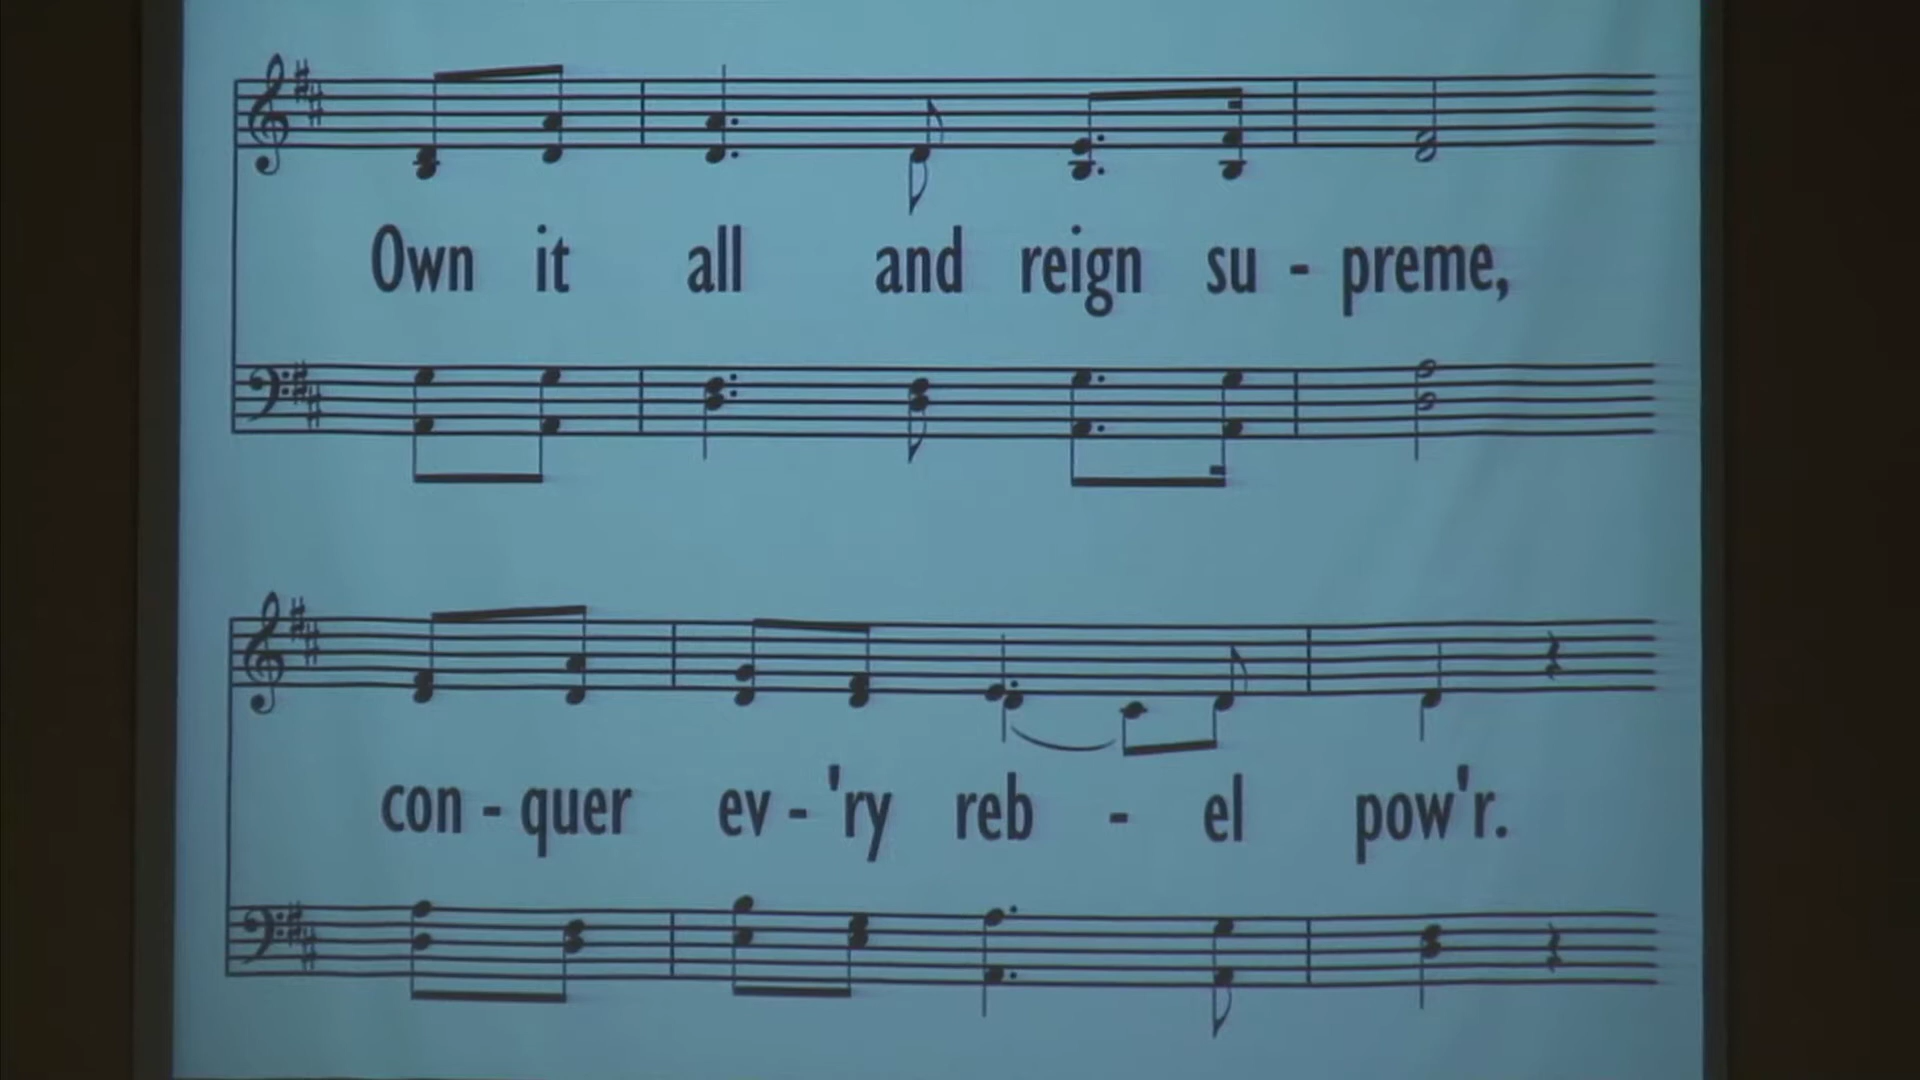 Own it all and reign su - preme,
con - quer ev - 'ry reb - el pow'r.